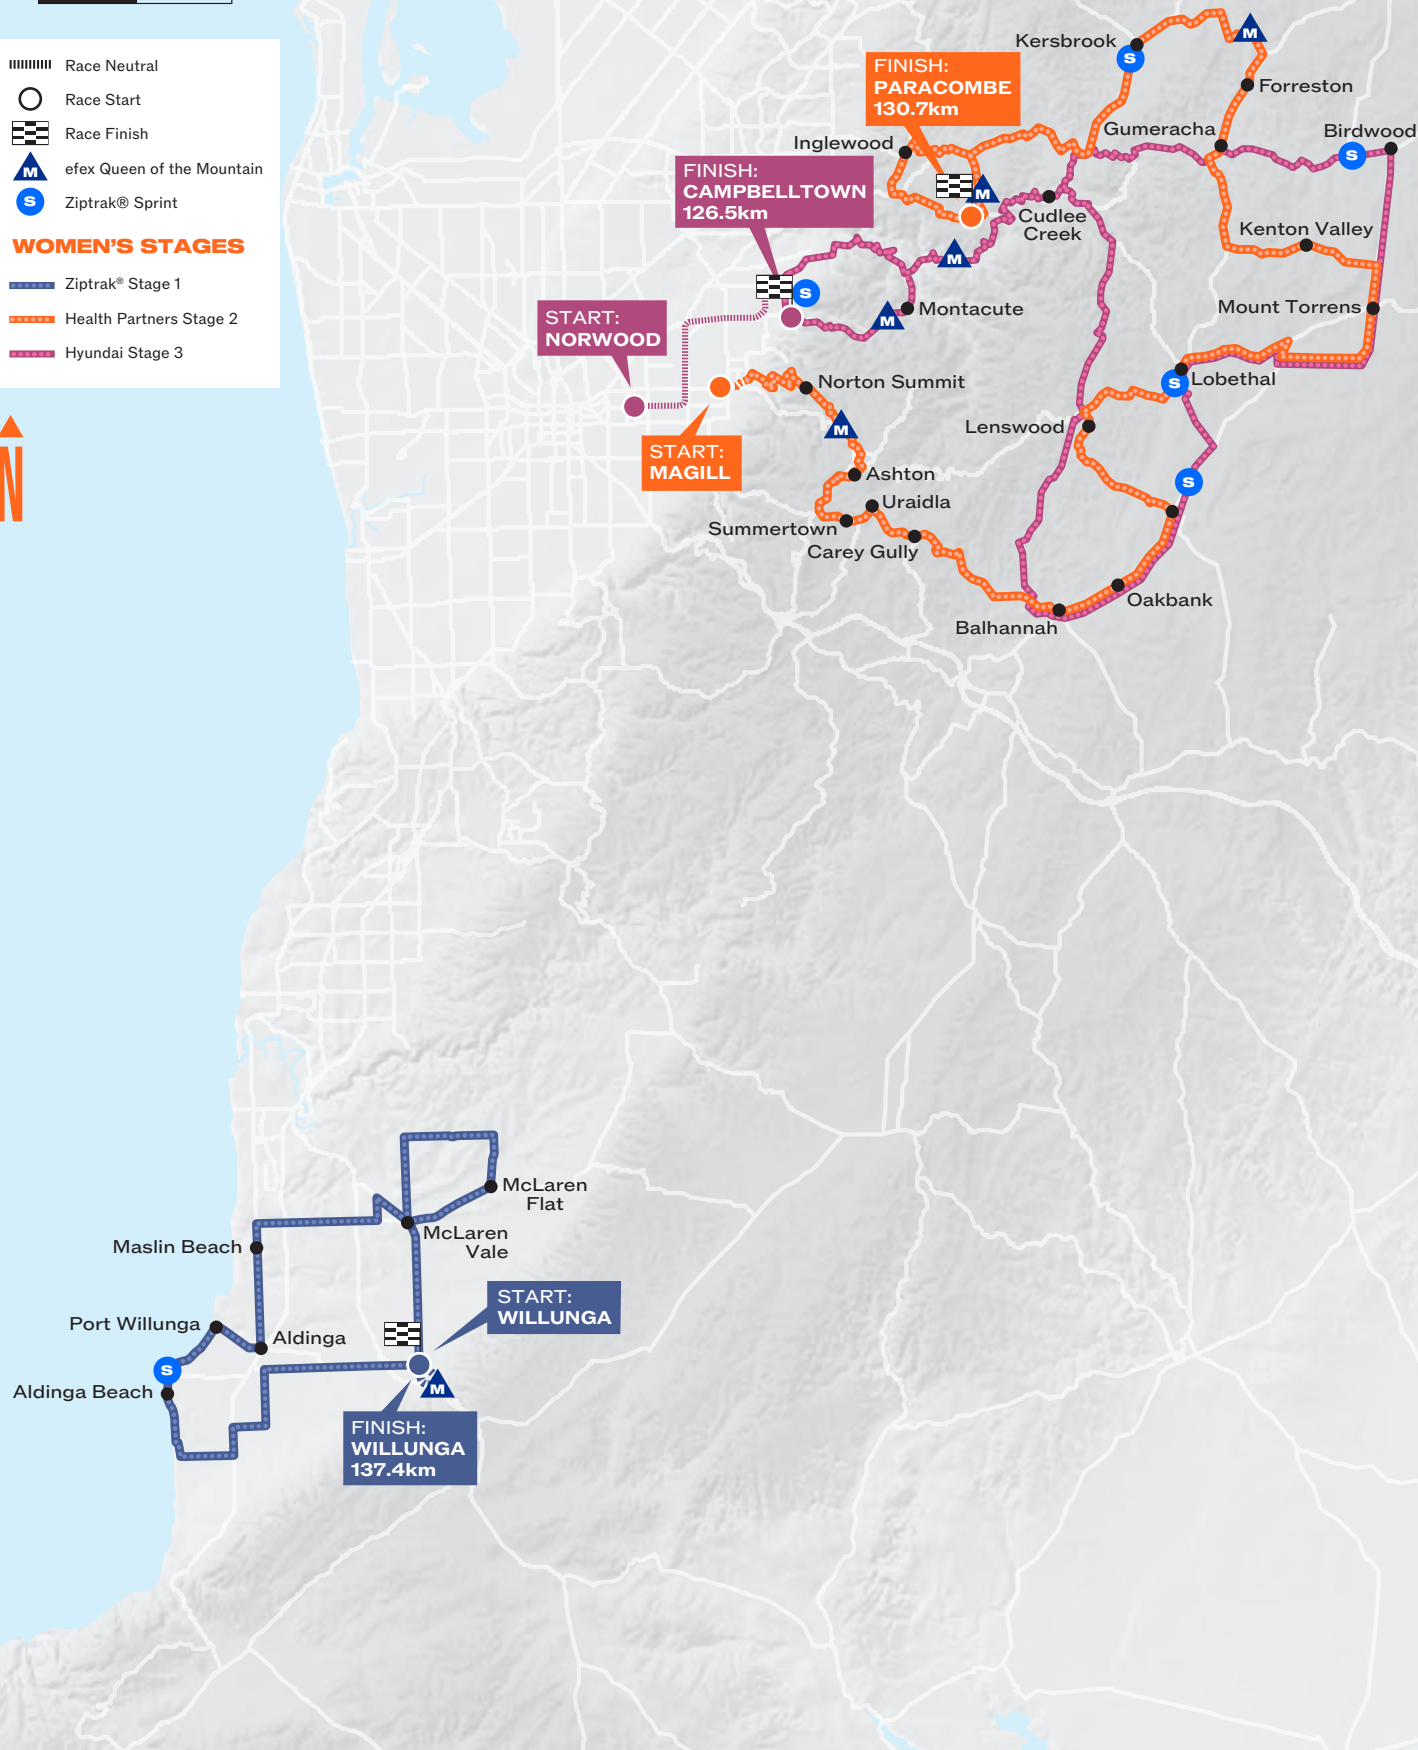 Race Neutral
Race Start
Race Finish
M
efex Queen of the Mountain
S
Ziptrak® Sprint
WOMEN'S STAGES
Ziptrak® Stage 1
Health Partners Stage 2
Hyundai Stage 3
N
Kersbrook
S
M
Forreston
FINISH:
PARACOMBE
130.7km
Inglewood
Gumeracha
Birdwood
S
FINISH:
CAMPBELLTOWN
126.5km
M
Cudlee
Creek
Kenton Valley
M
S
Montacute
M
Mount Torrens
START:
NORWOOD
Norton Summit
S
Lobethal
M
Lenswood
START:
MAGILL
Ashton
S
Uraidla
Summertown
Carey Gully
Oakbank
Balhannah
McLaren
Flat
McLaren
Vale
Maslin Beach
START:
WILLUNGA
Port Willunga
Aldinga
S
Aldinga Beach
M
FINISH:
WILLUNGA
137.4km